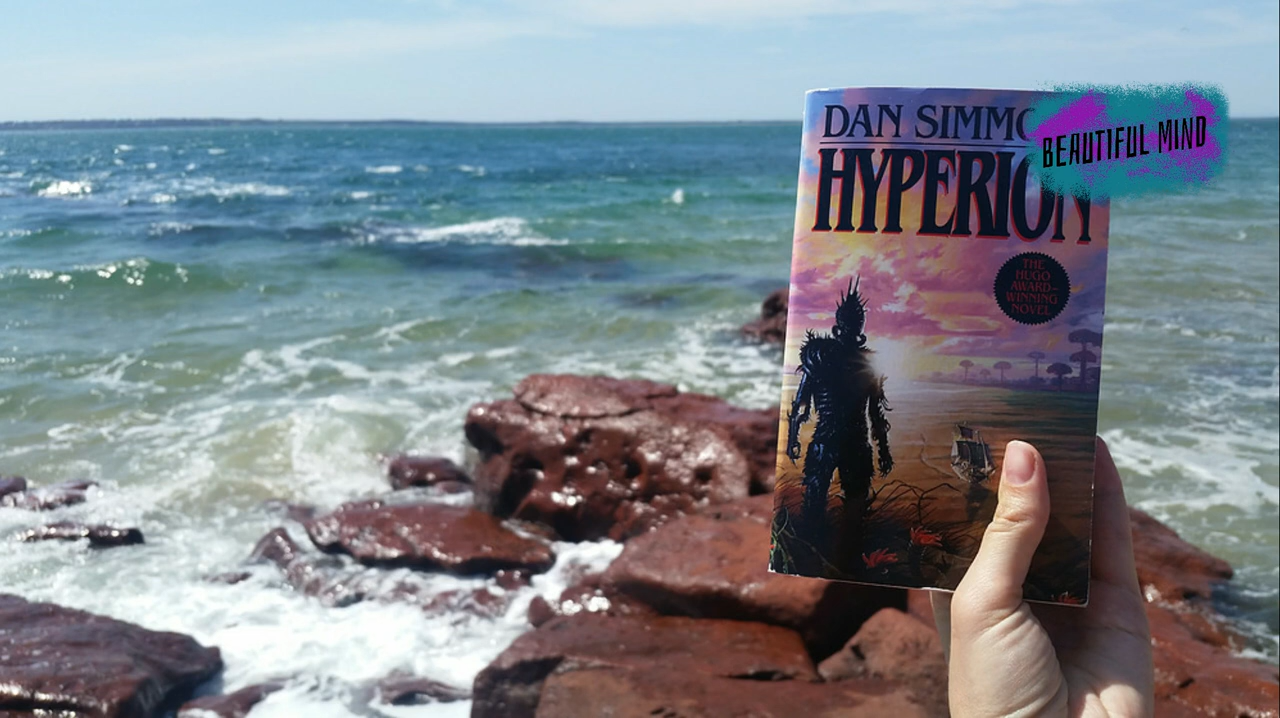 DAN SIMMO
BEAUTIFUL MIND
HYPERION
THE
HUGO
AWARD–
WINNING
NOVEL